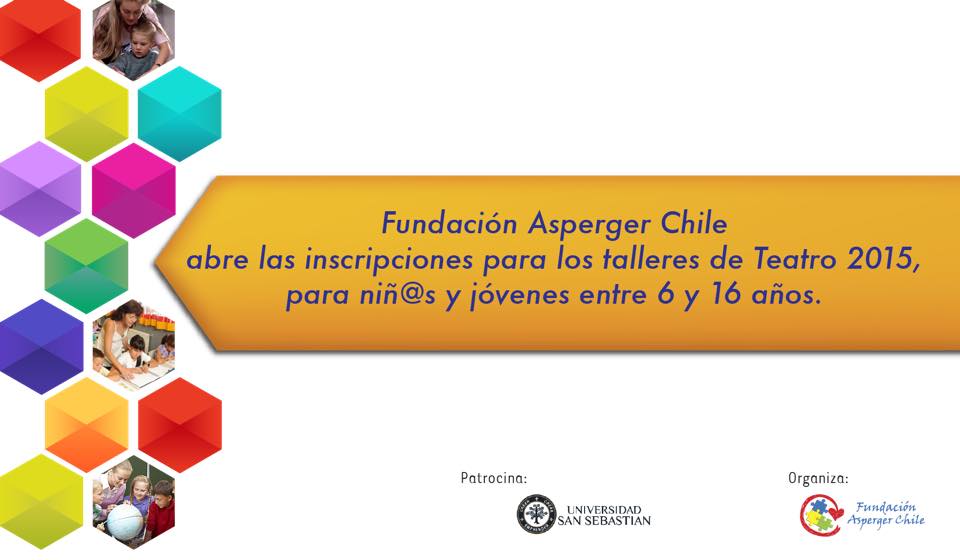 Fundación Asperger Chile
abre las inscripciones para los talleres de Teatro 2015,
para niñ@s y jóvenes entre 6 y 16 años.
Patrocina:
UNIVERSIDAD
SAN SEBASTIAN
Organiza:
Fundación
Asperger Chile